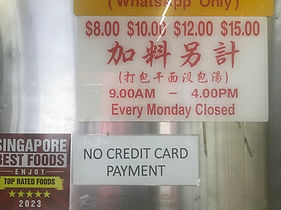 (WhatsApp Only)
$8.00 $10.00 $12.00 $15.00
加料另計
(打包干面没包湯)
9.00AM – 4.00PM
Every Monday Closed
SINGAPORE
BEST FOODS
ENJOY
TOP RATED FOODS
★★★★★
2023
NO CREDIT CARD
PAYMENT